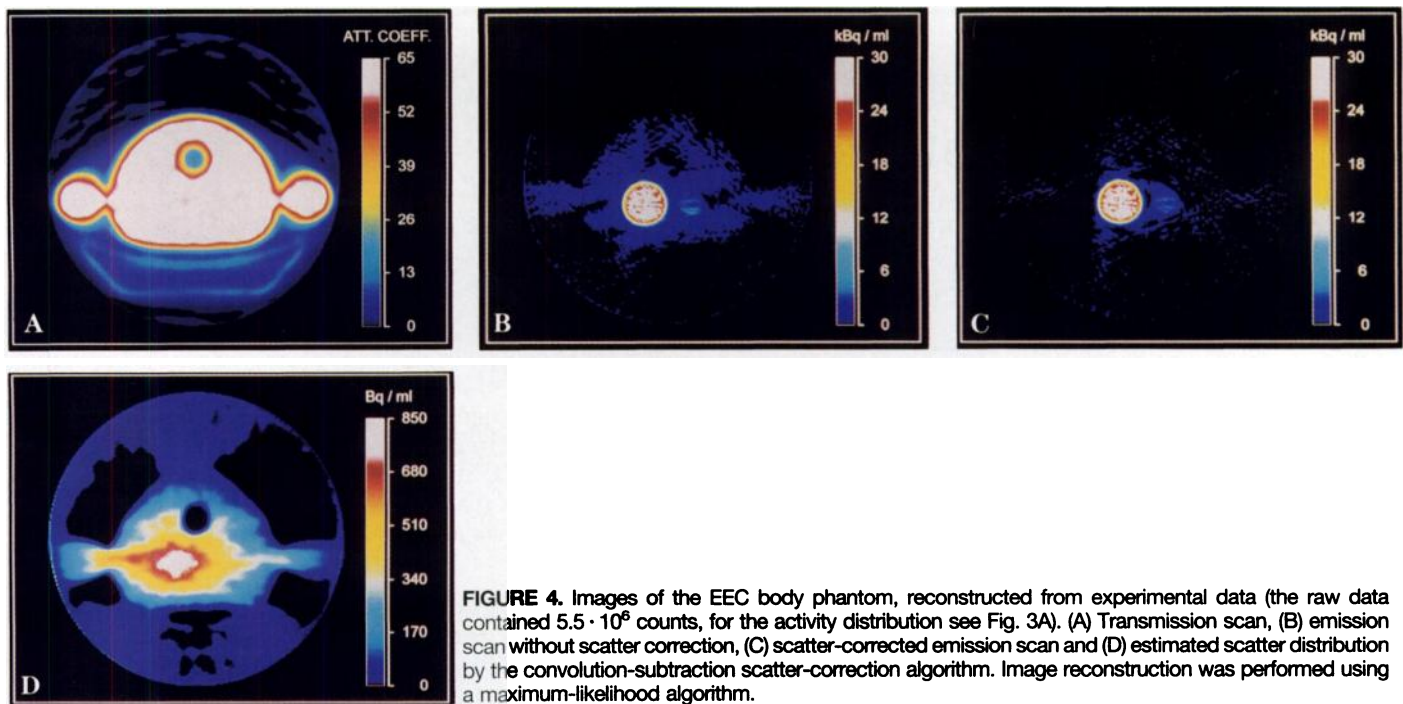 ATT. COEFF.
65
52
39
26
13
0
A
kBq / ml
30
24
18
12
6
0
B
kBq / ml
30
24
18
12
6
0
C
Bq / ml
850
680
510
340
170
0
D
FIGURE 4. Images of the EEC body phantom, reconstructed from experimental data (the raw data
contained 5.5 · 10⁶ counts, for the activity distribution see Fig. 3A). (A) Transmission scan, (B) emission
scan without scatter correction, (C) scatter-corrected emission scan and (D) estimated scatter distribution
by the convolution-subtraction scatter-correction algorithm. Image reconstruction was performed using
a maximum-likelihood algorithm.